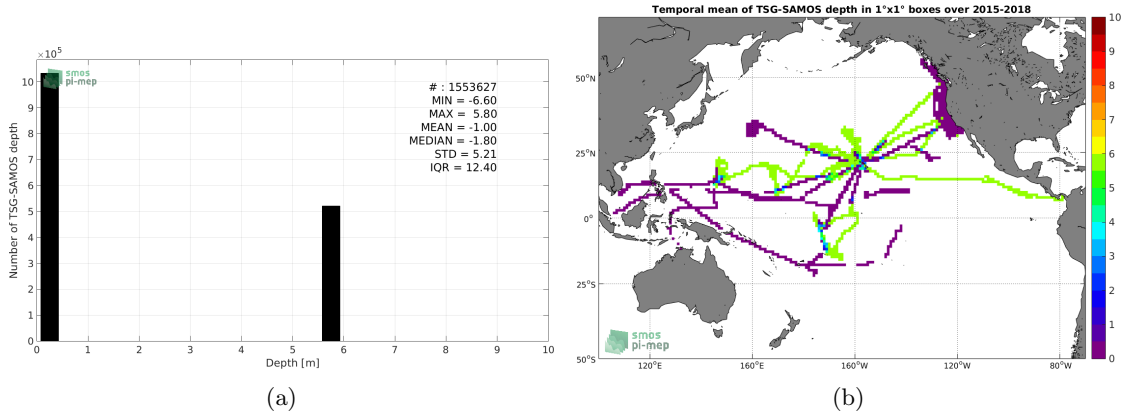 ×10⁵
smos
pi-mep
# : 1553627
MIN = -6.60
MAX = 5.80
MEAN = -1.00
MEDIAN = -1.80
STD = 5.21
IQR = 12.40
Number of TSG-SAMOS depth
10
9
8
7
6
5
4
3
2
1
0
0 1 2 3 4 5 6 7 8 9 10
Depth [m]
(a)
Temporal mean of TSG-SAMOS depth in 1°x1° boxes over 2015-2018
50°N
25°N
0°
25°S
50°S
120°E 160°E 160°W 120°W 80°W
smos
pi-mep
10
9
8
7
6
5
4
3
2
1
0
(b)